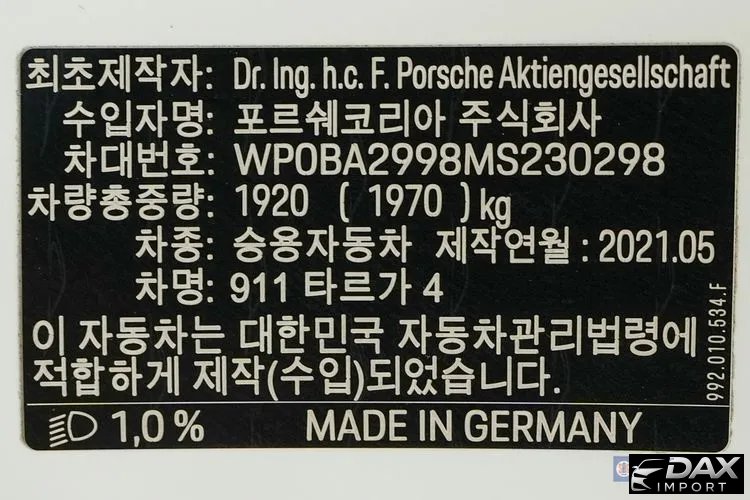 최초제작자: Dr. Ing. h.c. F. Porsche Aktiengesellschaft
수입자명: 포르쉐코리아 주식회사
차대번호: WP0BA2998MS230298
차량총중량: 1920 ( 1970 ) kg
차종: 승용자동차 제작연월 : 2021.05
차명: 911 타르가 4
이 자동차는 대한민국 자동차관리법령에
적합하게 제작(수입)되었습니다.
992.010.534.F
1,0 % MADE IN GERMANY
DAX
IMPORT